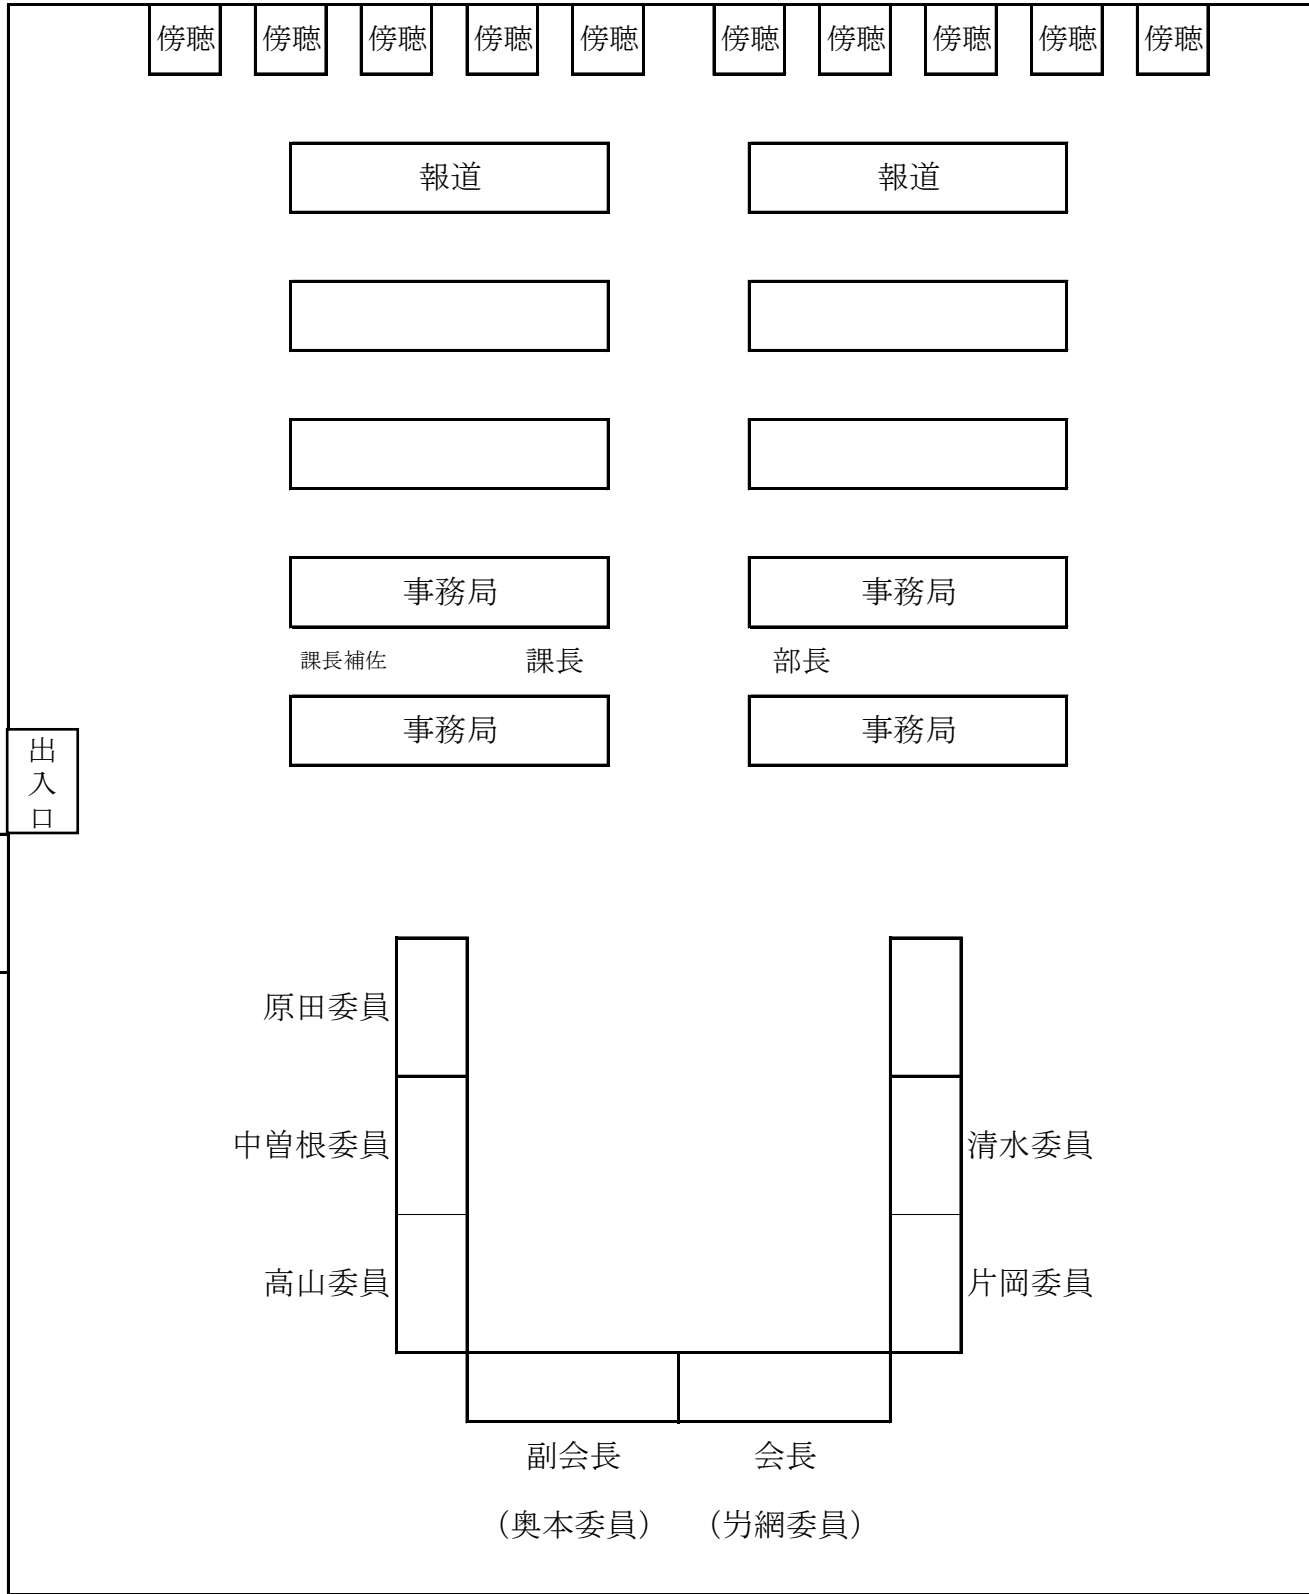 傍聴 傍聴 傍聴 傍聴 傍聴 傍聴 傍聴 傍聴 傍聴 傍聴
報道 報道
事務局 事務局
課長補佐 課長 部長
事務局 事務局
出
入
口
原田委員
中曽根委員 清水委員
高山委員 片岡委員
副会長 会長
（奥本委員） （屶網委員）